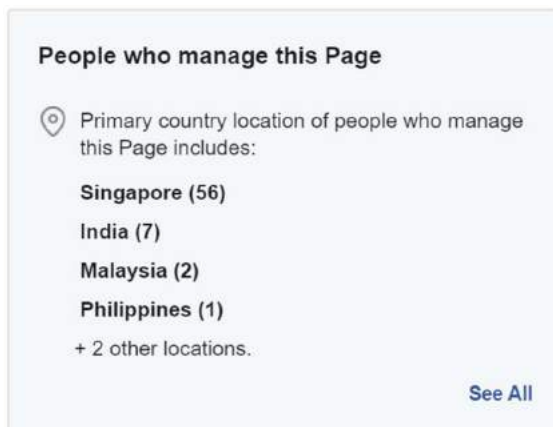 People who manage this Page
Primary country location of people who manage
this Page includes:
Singapore (56)
India (7)
Malaysia (2)
Philippines (1)
+ 2 other locations.
See All